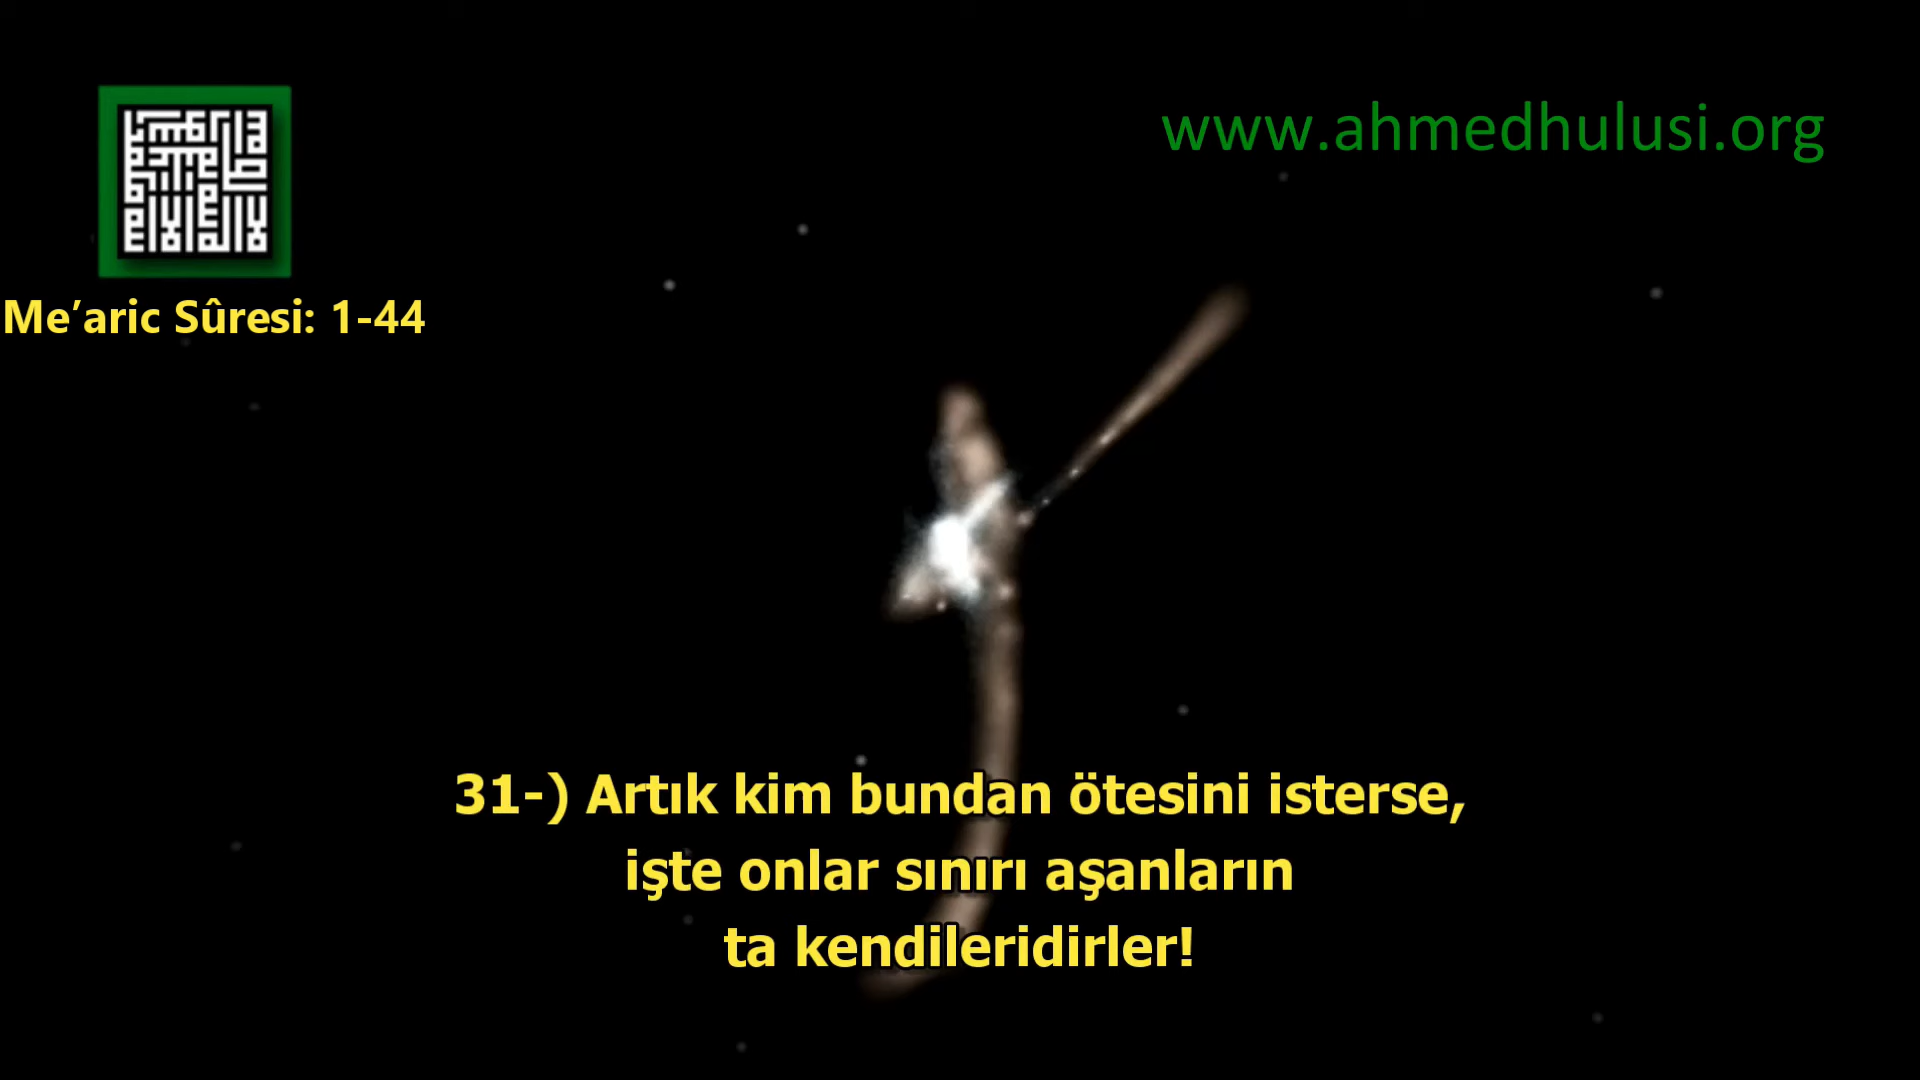 www.ahmedhulusi.org
Me’aric Sûresi: 1-44
31-) Artık kim bundan ötesini isterse,
işte onlar sınırı aşanların
ta kendileridirler!